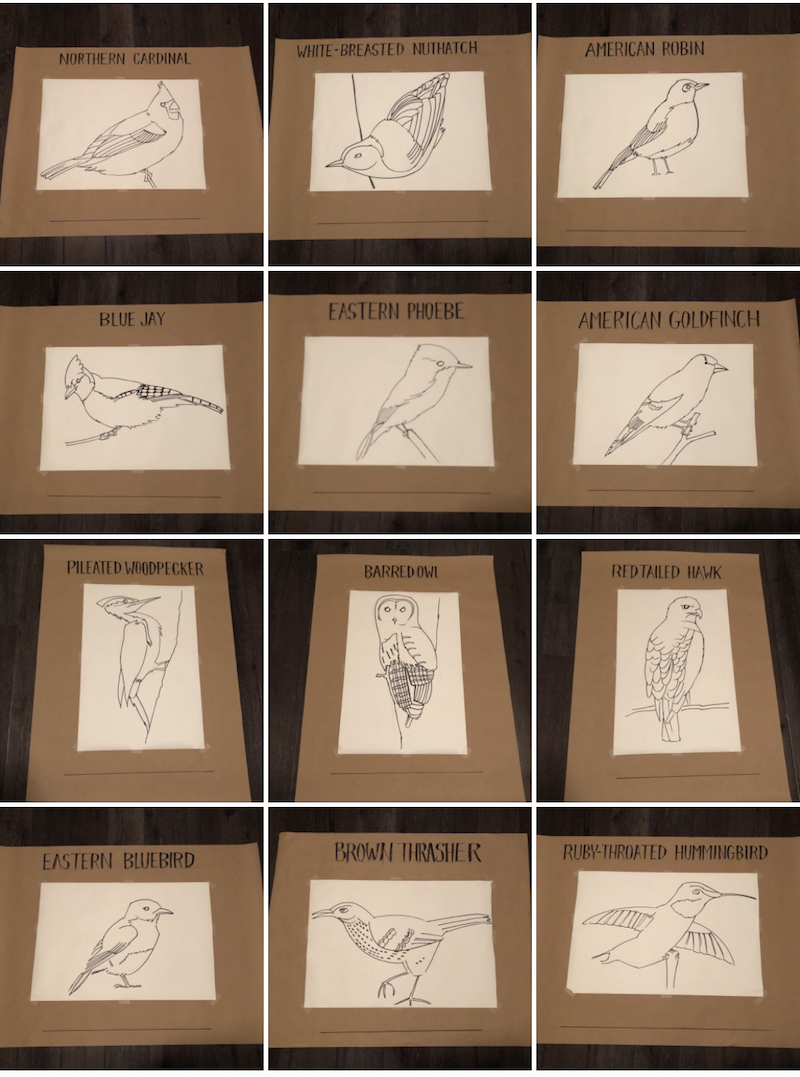 NORTHERN CARDINAL
WHITE-BREASTED NUTHATCH
AMERICAN ROBIN
BLUE JAY
EASTERN PHOEBE
AMERICAN GOLDFINCH
PILEATED WOODPECKER
BARRED OWL
RED TAILED HAWK
EASTERN BLUEBIRD
BROWN THRASHER
RUBY-THROATED HUMMINGBIRD